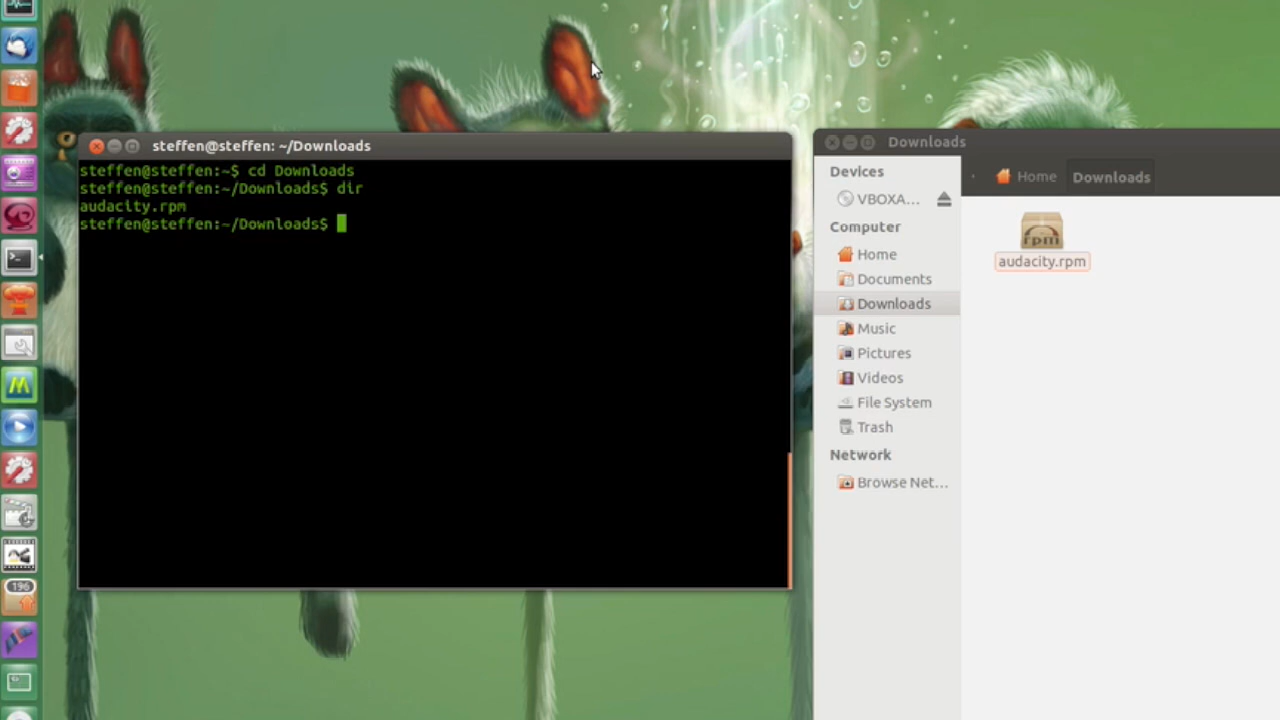 steffen@steffen: ~/Downloads
steffen@steffen:~$ cd Downloads
steffen@steffen:~/Downloads$ dir
audacity.rpm
steffen@steffen:~/Downloads$
Downloads
Devices
VBOXA...
Computer
Home
Documents
Downloads
Music
Pictures
Videos
File System
Trash
Network
Browse Net...
Home
Downloads
rpm
audacity.rpm
196